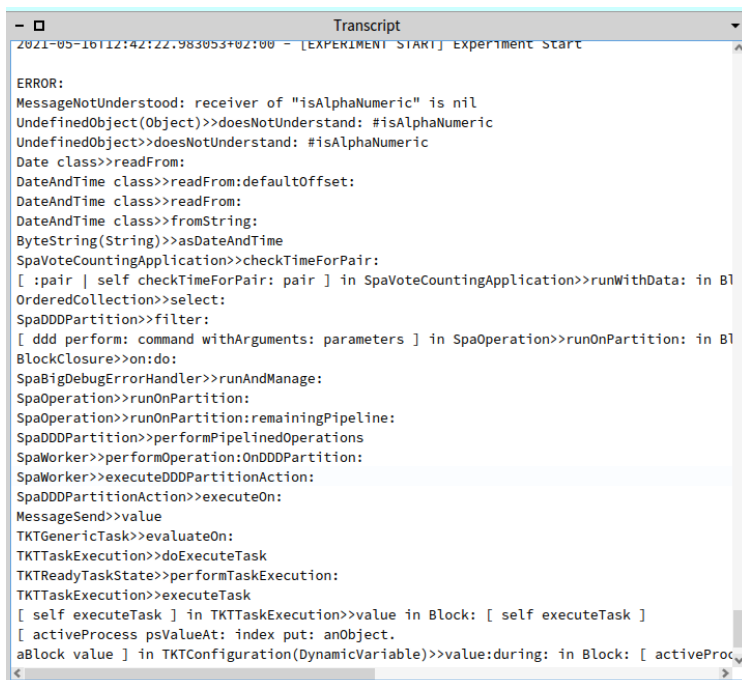 Transcript
2021-05-16T12:42:22.983053+02:00 - [EXPERIMENT START] Experiment Start
ERROR:
MessageNotUnderstood: receiver of "isAlphaNumeric" is nil
UndefinedObject(Object)>>doesNotUnderstand: #isAlphaNumeric
UndefinedObject>>doesNotUnderstand: #isAlphaNumeric
Date class>>readFrom:
DateAndTime class>>readFrom:defaultOffset:
DateAndTime class>>readFrom:
DateAndTime class>>fromString:
ByteString(String)>>asDateAndTime
SpaVoteCountingApplication>>checkTimeForPair:
[ :pair | self checkTimeForPair: pair ] in SpaVoteCountingApplication>>runWithData: in Bl
OrderedCollection>>select:
SpaDDDPartition>>filter:
[ ddd perform: command withArguments: parameters ] in SpaOperation>>runOnPartition: in Bl
BlockClosure>>on:do:
SpaBigDebugErrorHandler>>runAndManage:
SpaOperation>>runOnPartition:
SpaOperation>>runOnPartition:remainingPipeline:
SpaDDDPartition>>performPipelinedOperations
SpaWorker>>performOperation:OnDDDPartition:
SpaWorker>>executeDDDPartitionAction:
SpaDDDPartitionAction>>executeOn:
MessageSend>>value
TKTGenericTask>>evaluateOn:
TKTTaskExecution>>doExecuteTask
TKTReadyTaskState>>performTaskExecution:
TKTTaskExecution>>executeTask
[ self executeTask ] in TKTTaskExecution>>value in Block: [ self executeTask ]
[ activeProcess psValueAt: index put: anObject.
aBlock value ] in TKTConfiguration(DynamicVariable)>>value:during: in Block: [ activeProc